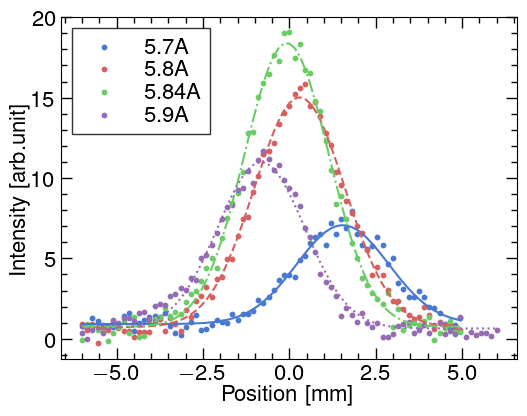 5.7A
5.8A
5.84A
5.9A
20
15
10
5
0
Intensity [arb.unit]
−5.0 −2.5 0.0 2.5 5.0
Position [mm]